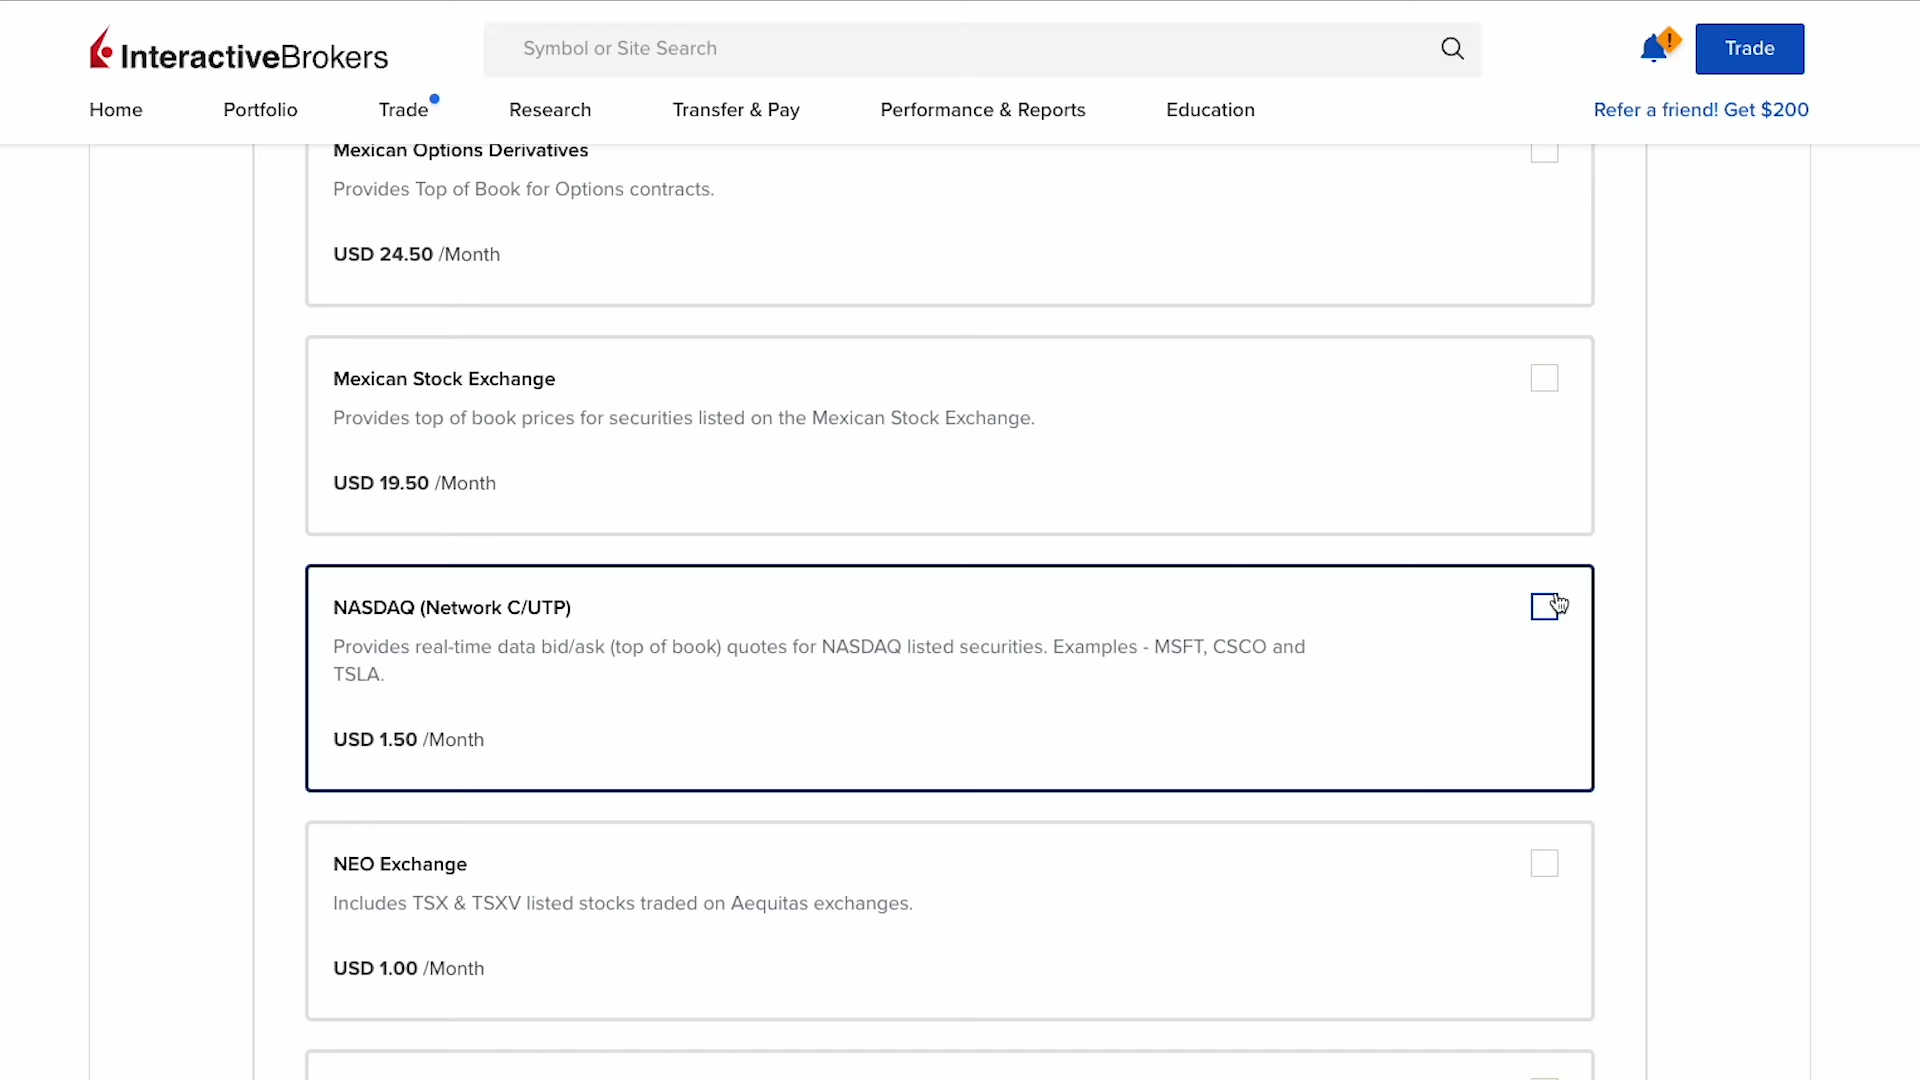 InteractiveBrokers
Symbol or Site Search
!
Trade
Home
Portfolio
Trade
Research
Transfer & Pay
Performance & Reports
Education
Refer a friend! Get $200
Mexican Options Derivatives
Provides Top of Book for Options contracts.
USD 24.50 /Month
Mexican Stock Exchange
Provides top of book prices for securities listed on the Mexican Stock Exchange.
USD 19.50 /Month
NASDAQ (Network C/UTP)
Provides real-time data bid/ask (top of book) quotes for NASDAQ listed securities. Examples - MSFT, CSCO and
TSLA.
USD 1.50 /Month
NEO Exchange
Includes TSX & TSXV listed stocks traded on Aequitas exchanges.
USD 1.00 /Month